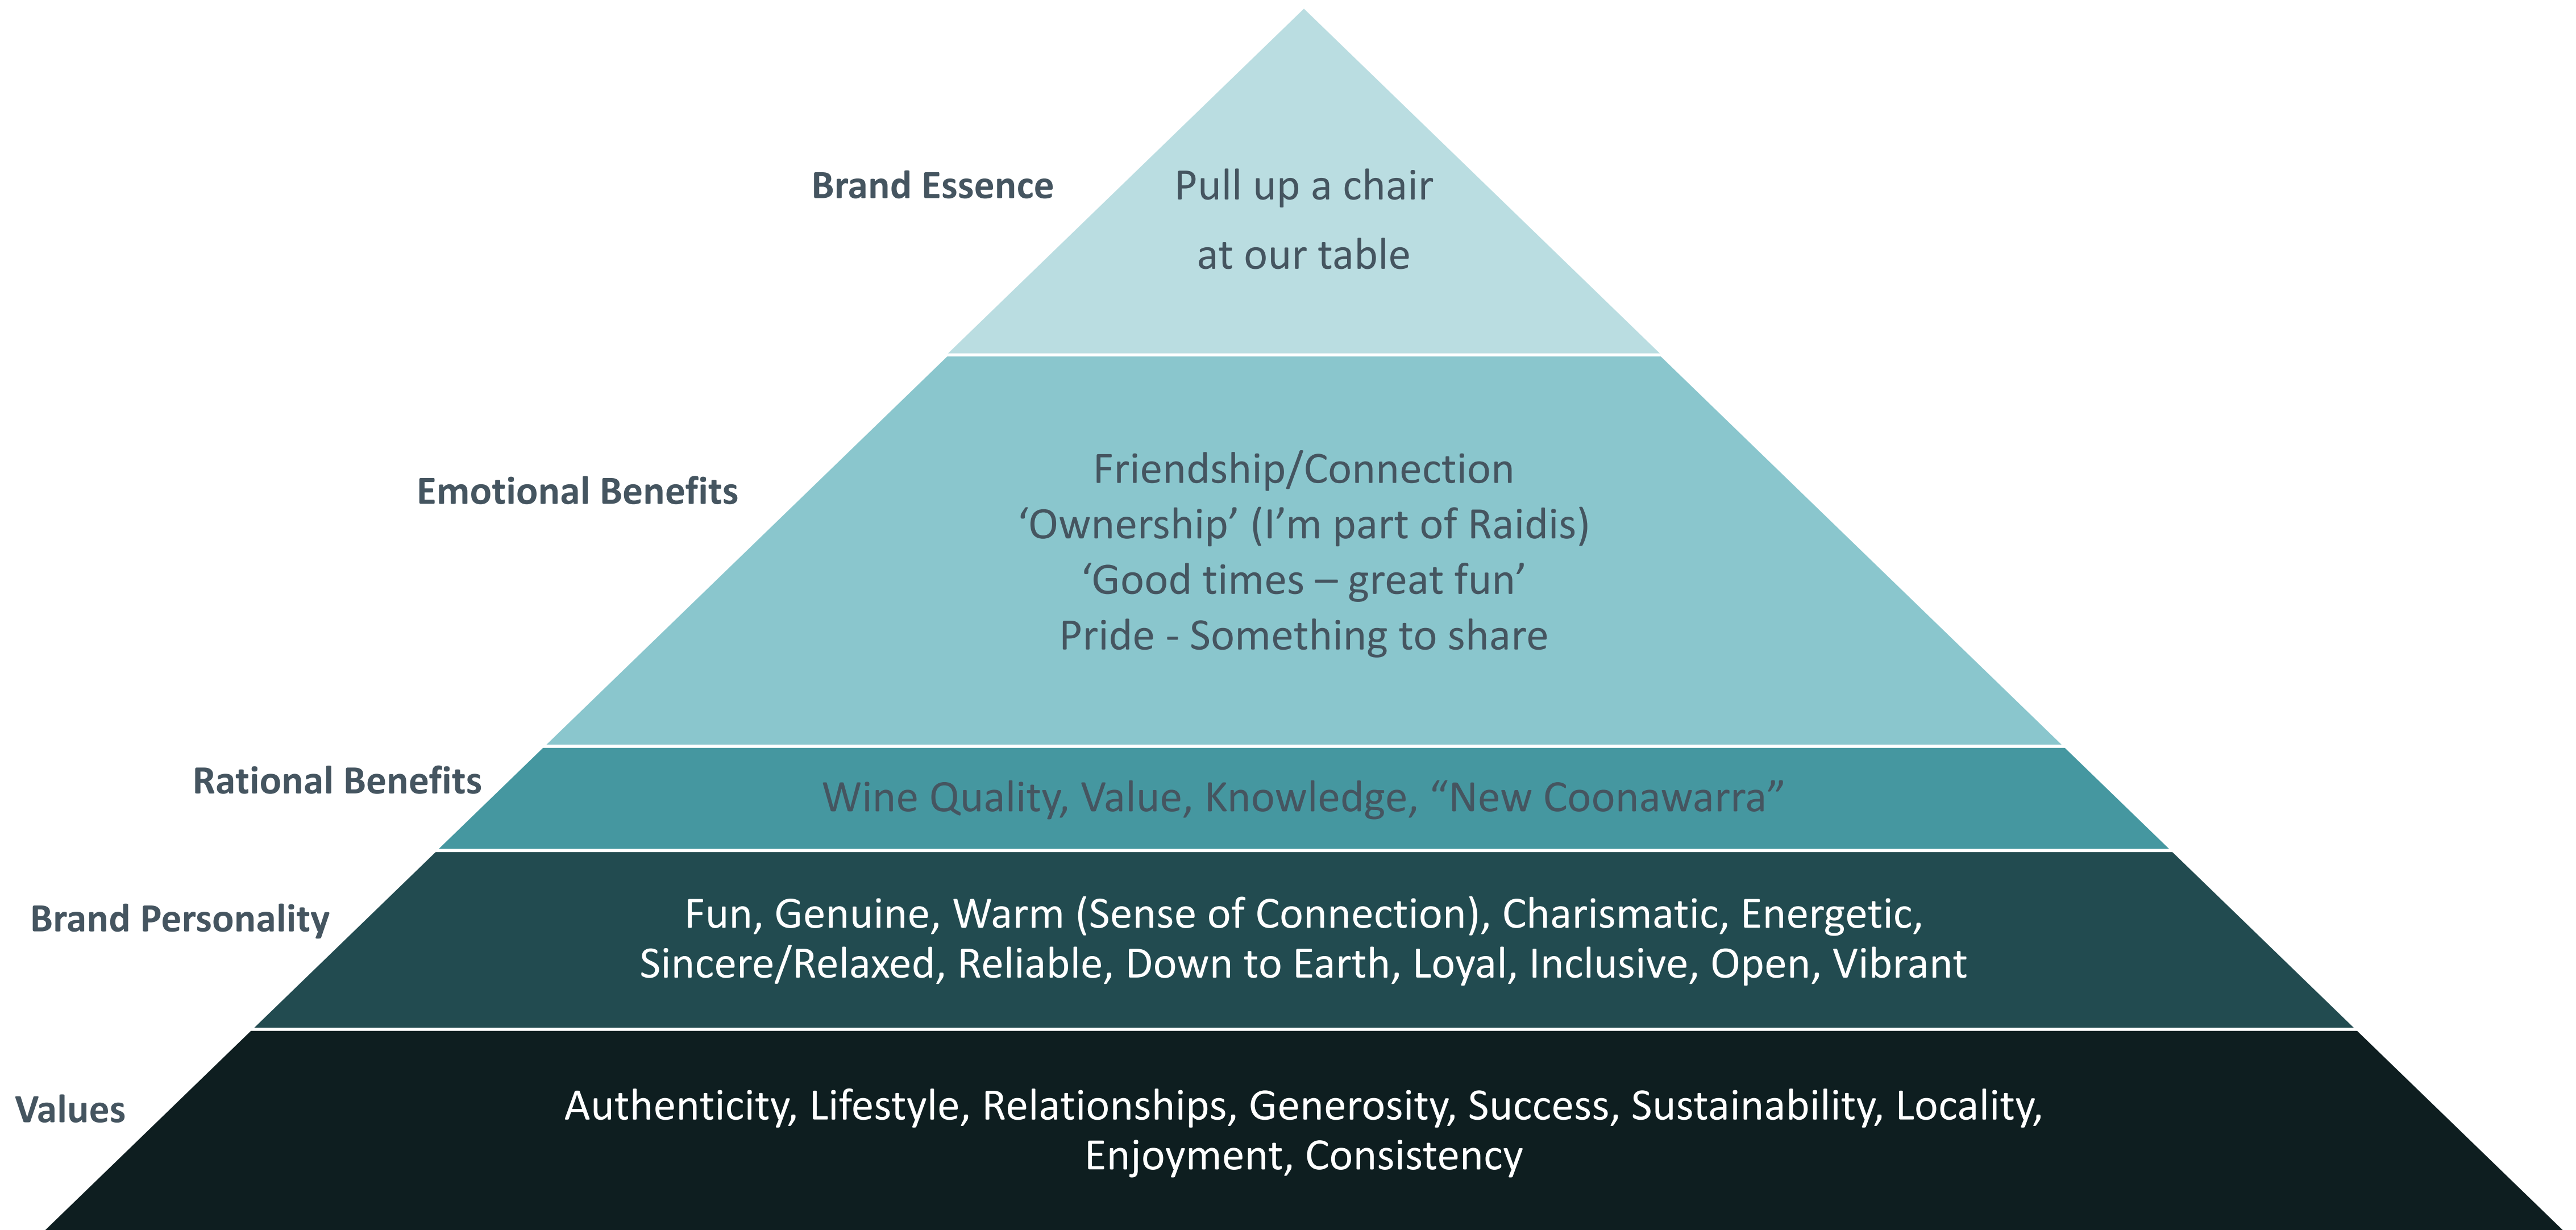 Brand Essence
Pull up a chair
at our table
Emotional Benefits
Friendship/Connection
‘Ownership’ (I’m part of Raidis)
‘Good times – great fun’
Pride - Something to share
Rational Benefits
Wine Quality, Value, Knowledge, “New Coonawarra”
Brand Personality
Fun, Genuine, Warm (Sense of Connection), Charismatic, Energetic,
Sincere/Relaxed, Reliable, Down to Earth, Loyal, Inclusive, Open, Vibrant
Values
Authenticity, Lifestyle, Relationships, Generosity, Success, Sustainability, Locality,
Enjoyment, Consistency